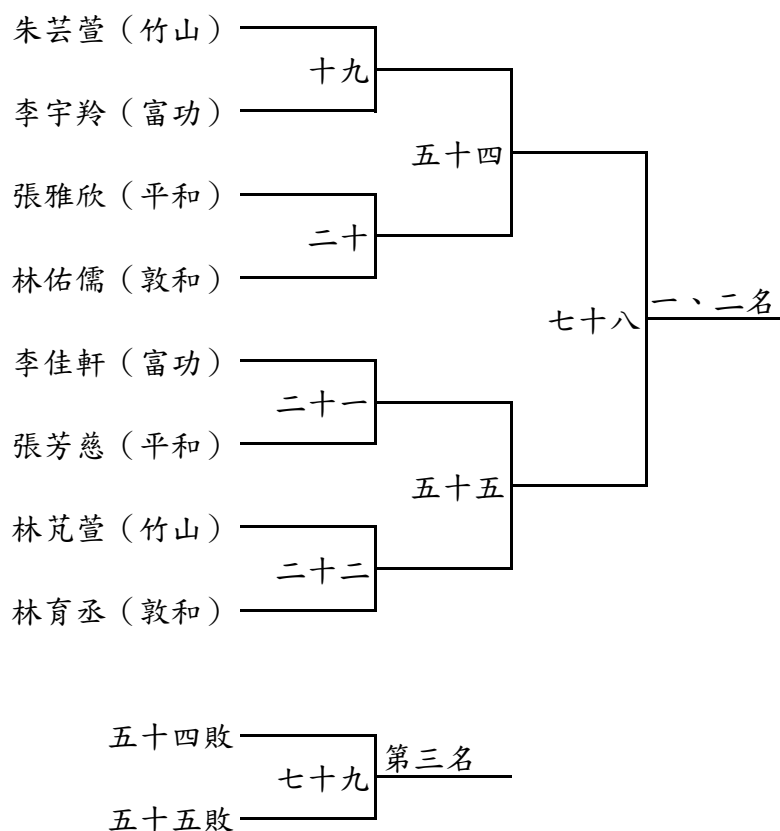 朱芸萱（竹山）
十九
李宇羚（富功）
五十四
張雅欣（平和）
二十
林佑儒（敦和）
七十八
一、二名
李佳軒（富功）
二十一
張芳慈（平和）
五十五
林芃萱（竹山）
二十二
林育丞（敦和）
五十四敗
七十九
第三名
五十五敗